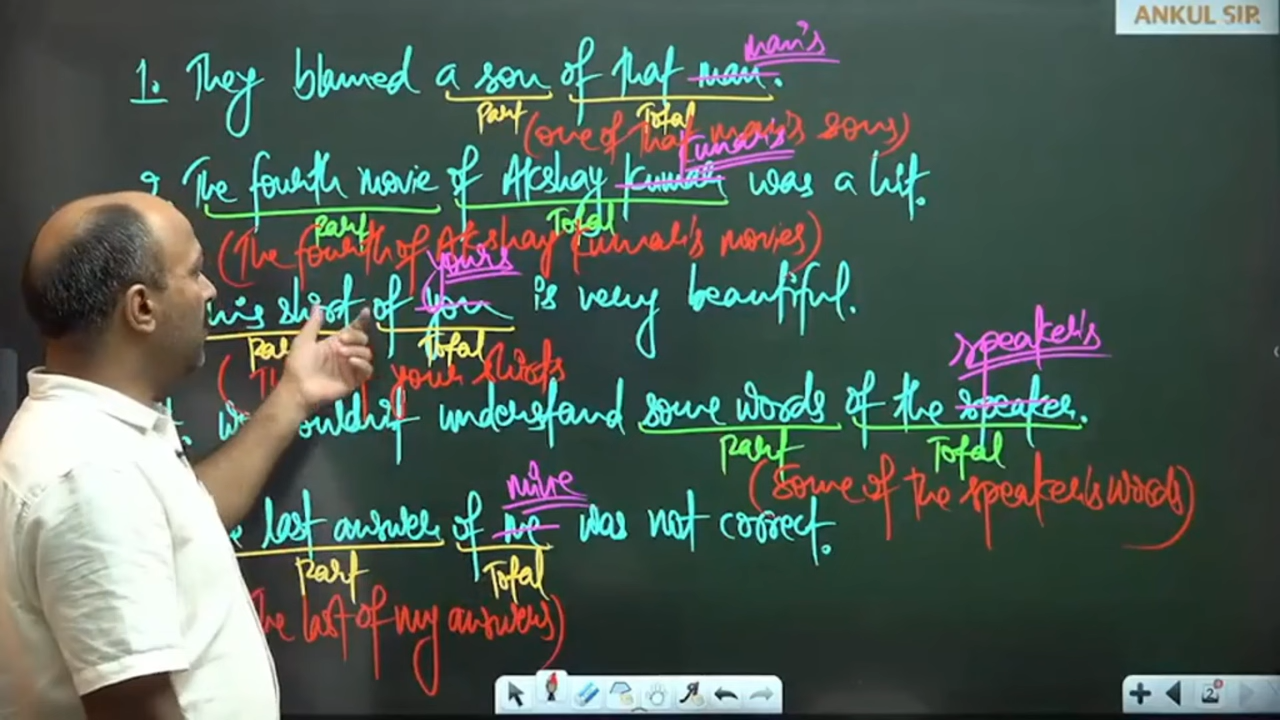 ANKUL SIR
man's
1. They blamed a son of that man.
Part Total
(one of that man's sons)
Kumar's
The fourth movie of Akshay Kumar was a hit.
Part Total
(The fourth of Akshay Kumar's movies)
yours
his shirt of you is very beautiful.
Total
your shirts
speaker's
understand some words of the speaker.
Part Total
(some of the speaker's words)
mine
last answer of me was not correct.
Part Total
last of my answers)
2